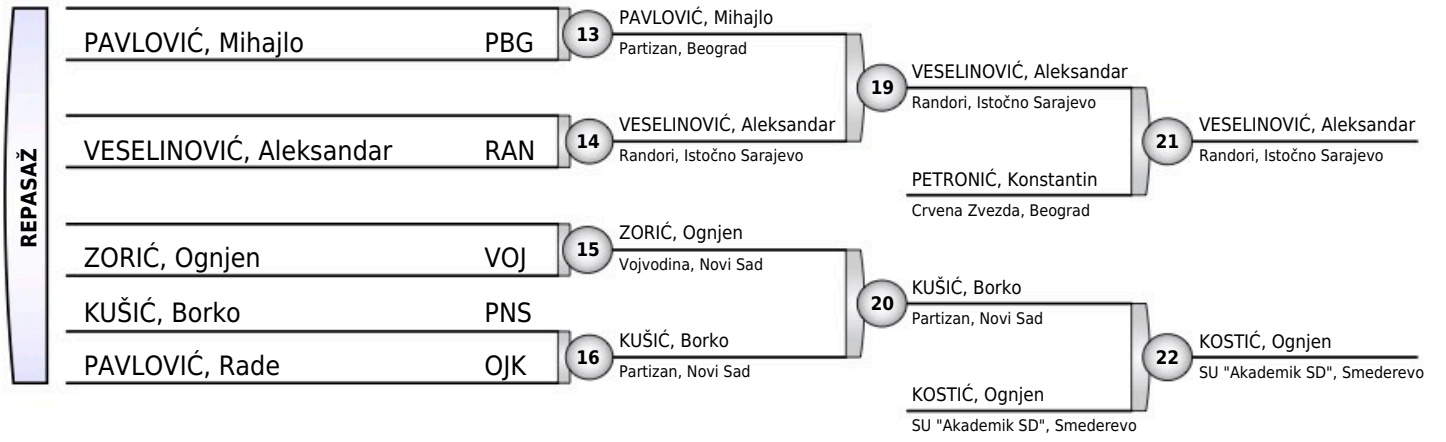 REPASAŽ
PAVLOVIĆ, Mihajlo PBG
VESELINOVIĆ, Aleksandar RAN
ZORIĆ, Ognjen VOJ
KUŠIĆ, Borko PNS
PAVLOVIĆ, Rade OJK
13
PAVLOVIĆ, Mihajlo
Partizan, Beograd
14
VESELINOVIĆ, Aleksandar
Randori, Istočno Sarajevo
15
ZORIĆ, Ognjen
Vojvodina, Novi Sad
16
KUŠIĆ, Borko
Partizan, Novi Sad
19
VESELINOVIĆ, Aleksandar
Randori, Istočno Sarajevo
PETRONIĆ, Konstantin
Crvena Zvezda, Beograd
20
KUŠIĆ, Borko
Partizan, Novi Sad
KOSTIĆ, Ognjen
SU "Akademik SD", Smederevo
21
VESELINOVIĆ, Aleksandar
Randori, Istočno Sarajevo
22
KOSTIĆ, Ognjen
SU "Akademik SD", Smederevo